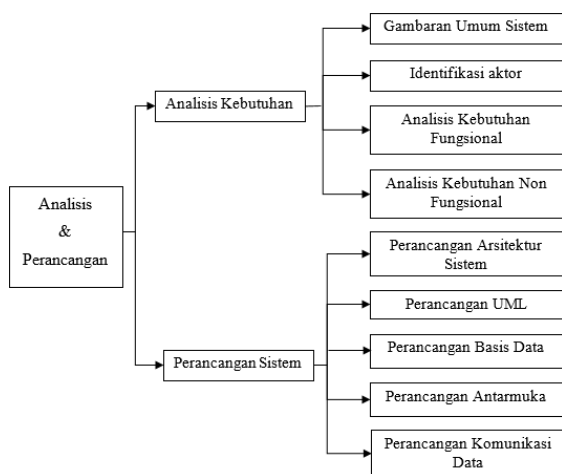 Analisis
&
Perancangan
Analisis Kebutuhan
Gambaran Umum Sistem
Identifikasi aktor
Analisis Kebutuhan
Fungsional
Analisis Kebutuhan Non
Fungsional
Perancangan Sistem
Perancangan Arsitektur
Sistem
Perancangan UML
Perancangan Basis Data
Perancangan Antarmuka
Perancangan Komunikasi
Data